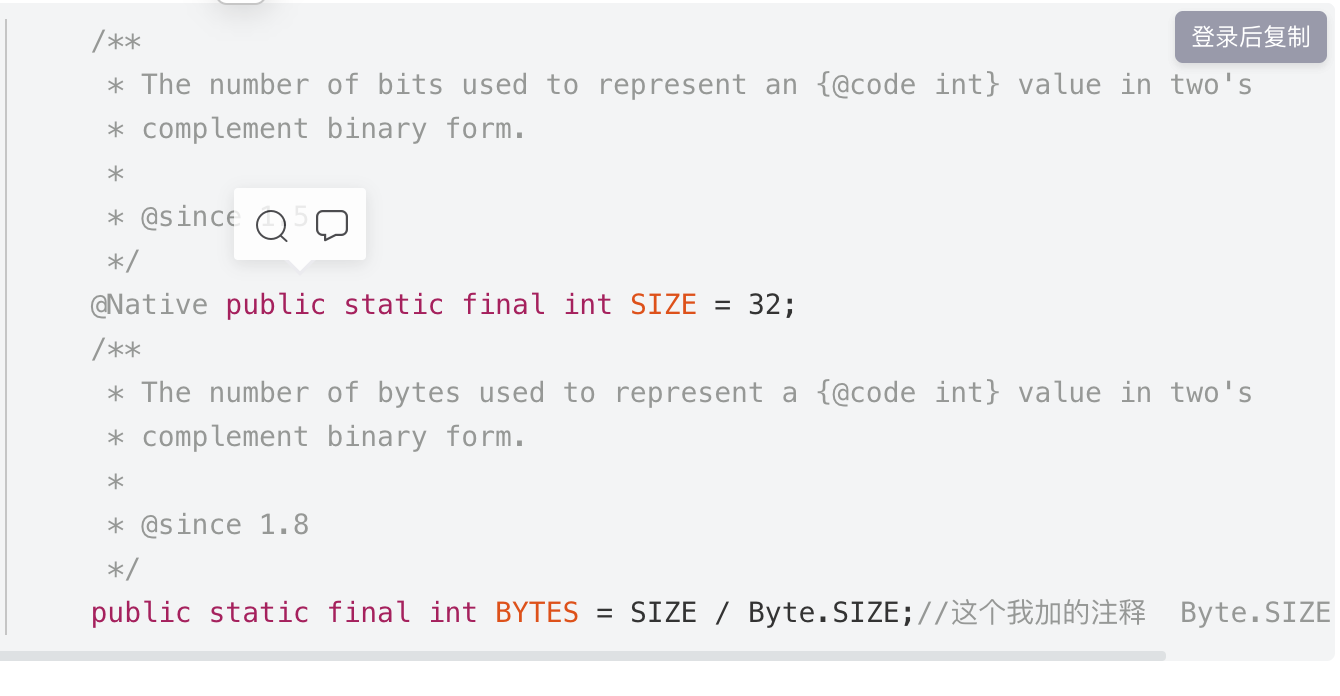 登录后复制
/**
 * The number of bits used to represent an {@code int} value in two's
 * complement binary form.
 *
 * @since 1.5
 */
@Native public static final int SIZE = 32;
/**
 * The number of bytes used to represent a {@code int} value in two's
 * complement binary form.
 *
 * @since 1.8
 */
public static final int BYTES = SIZE / Byte.SIZE;//这个我加的注释  Byte.SIZE